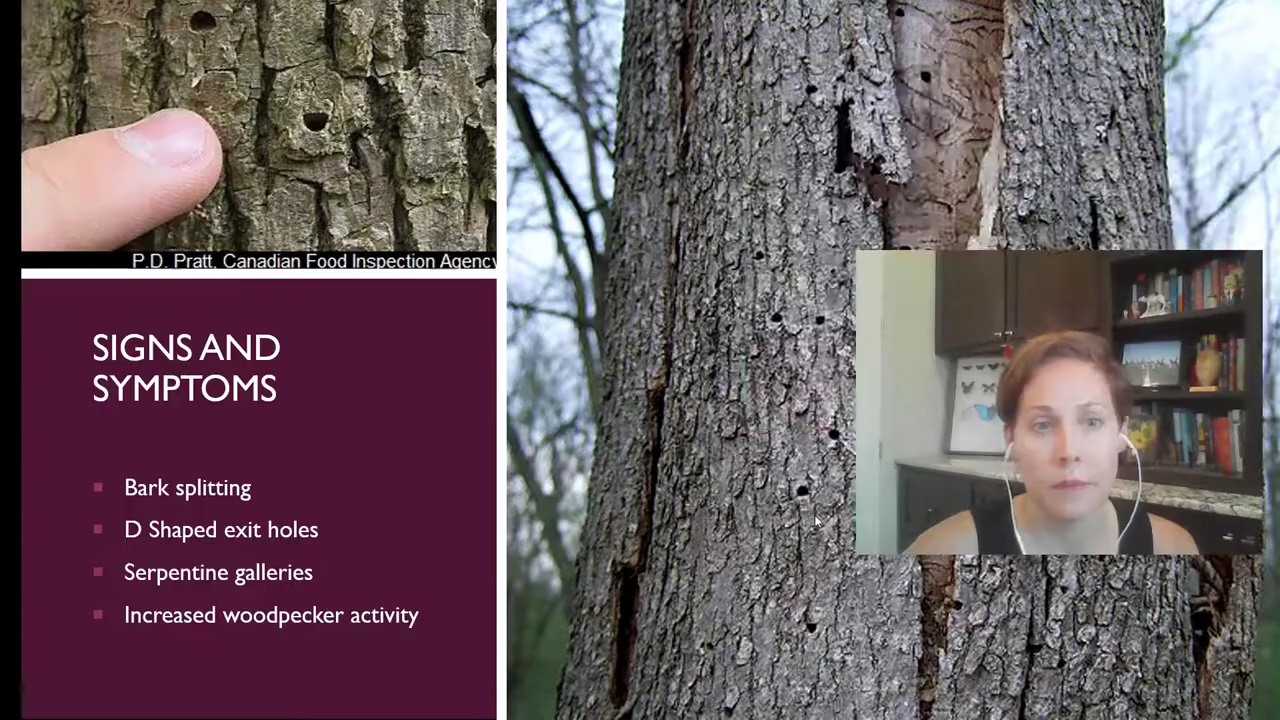 P.D. Pratt, Canadian Food Inspection Agency
SIGNS AND
SYMPTOMS
Bark splitting
D Shaped exit holes
Serpentine galleries
Increased woodpecker activity